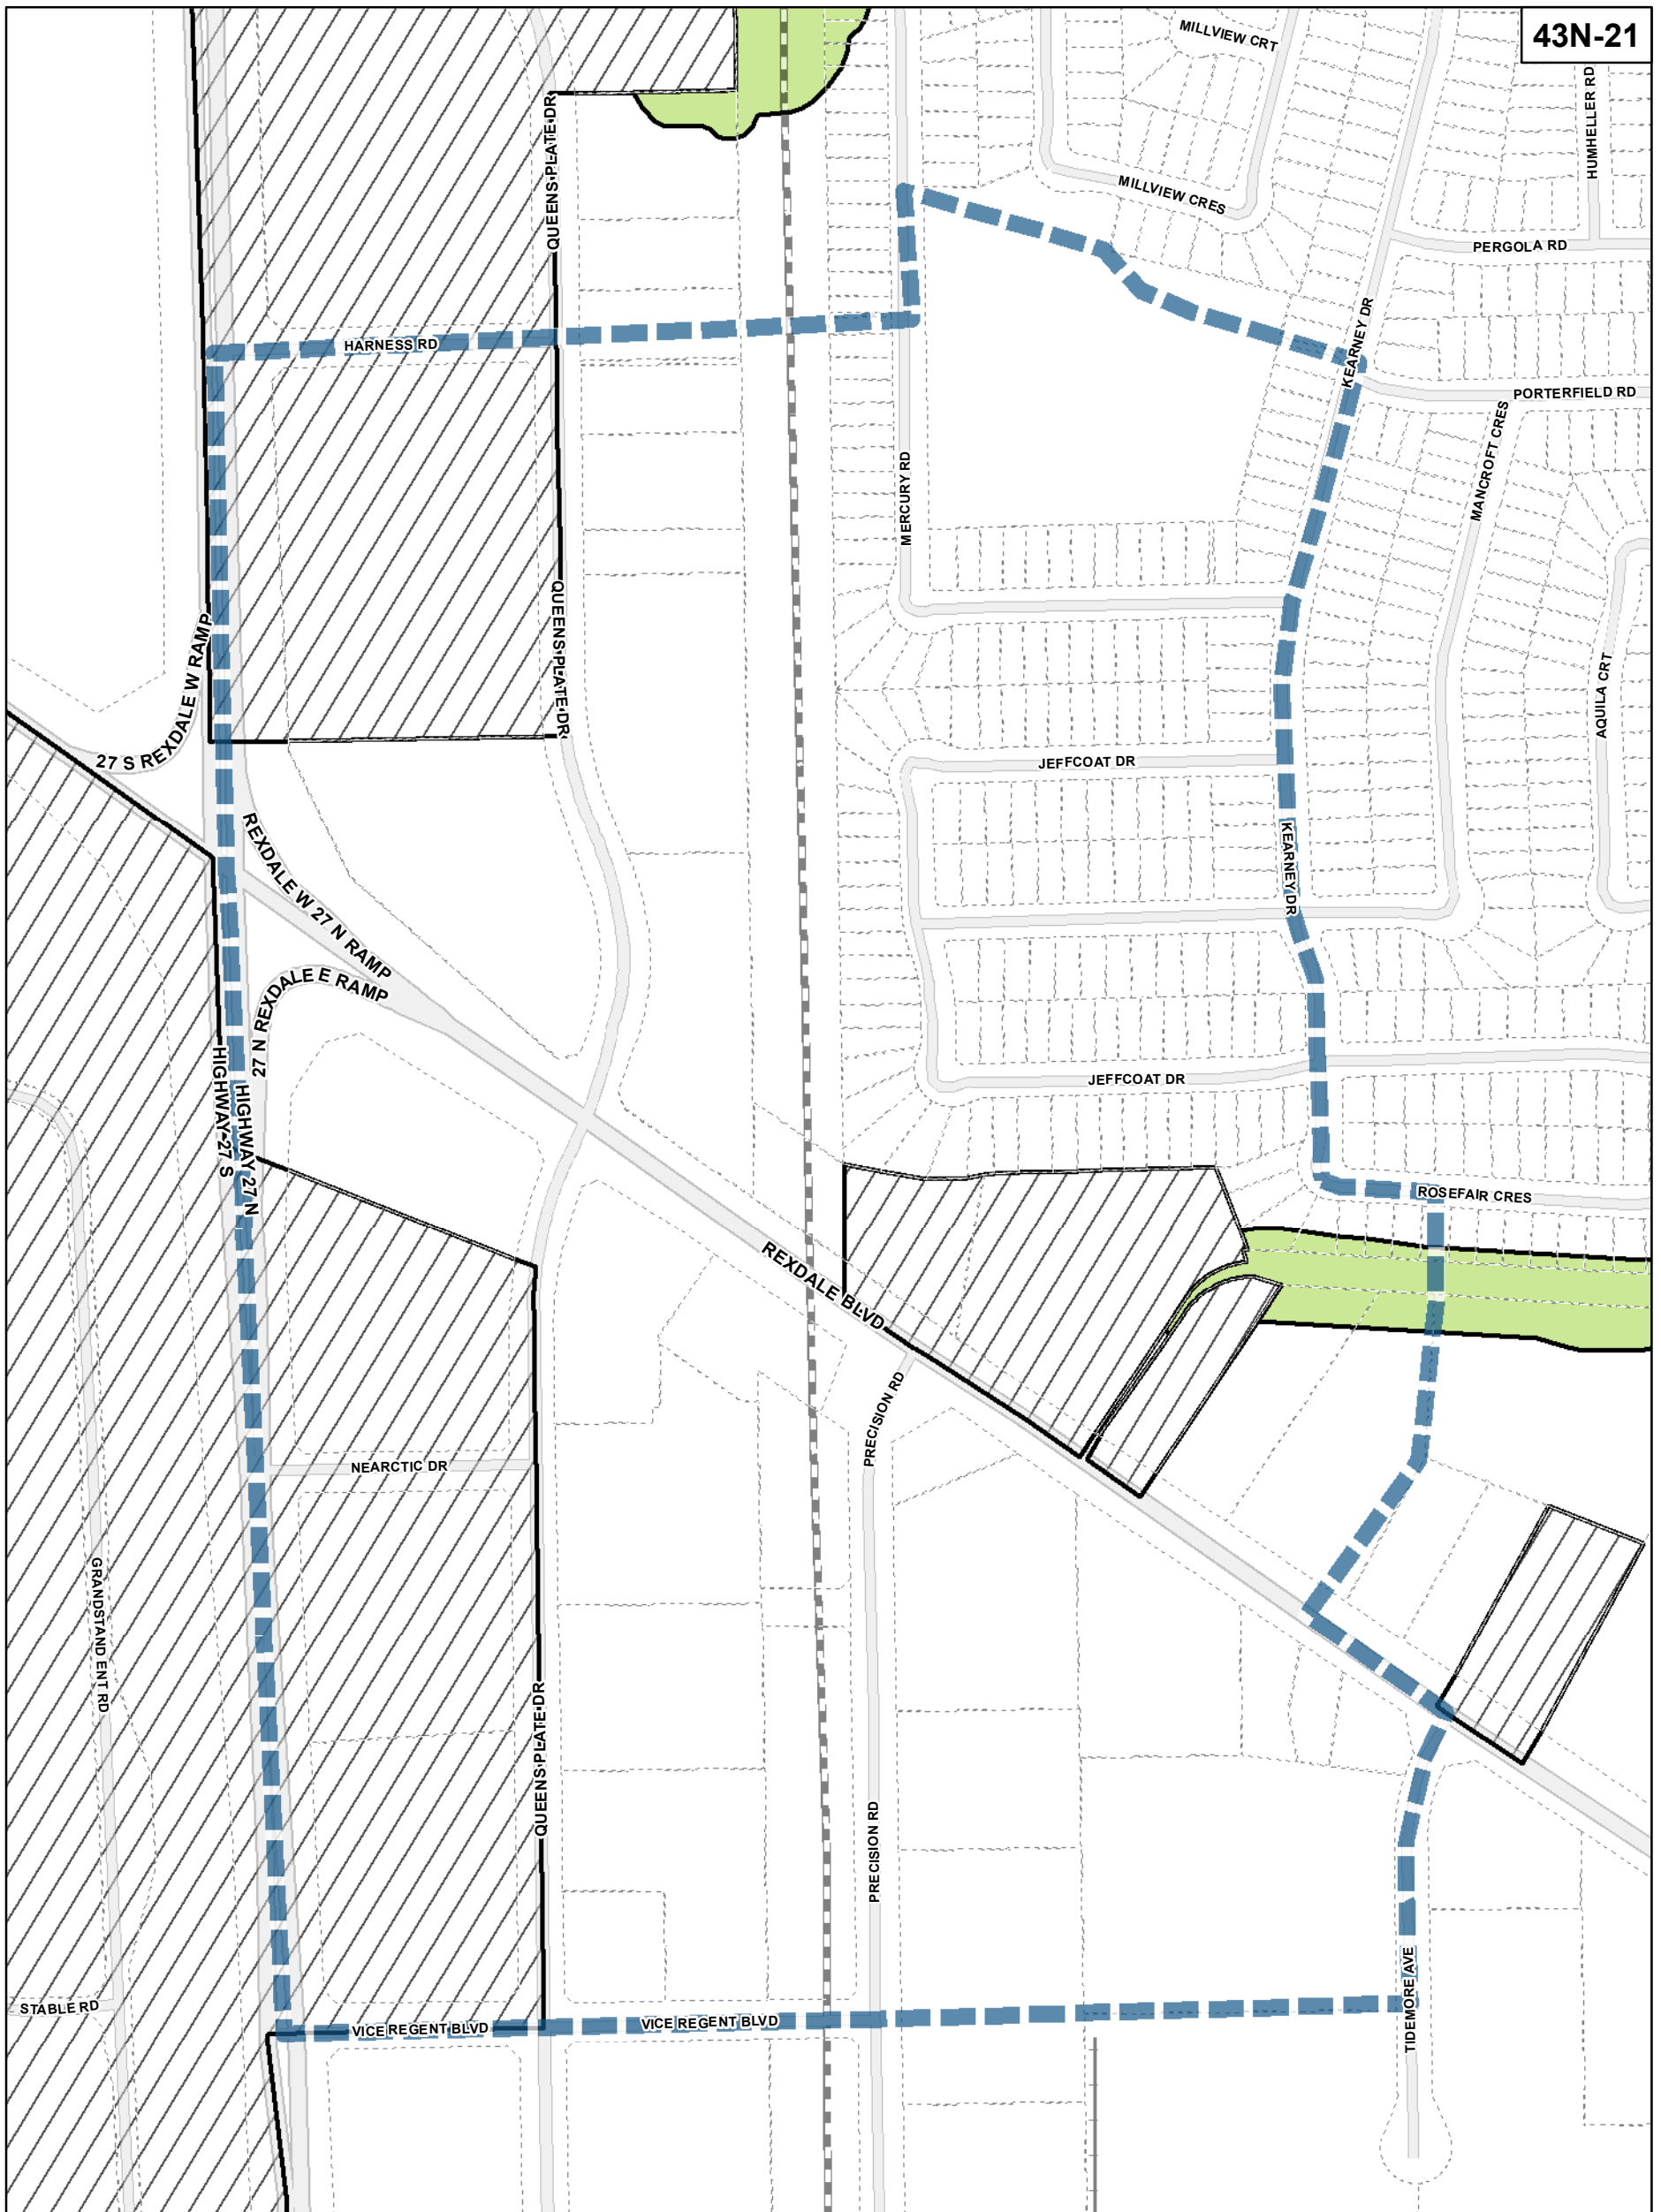 43N-21
MILLVIEW CRT
HUMHELLER RD
QUEENS PLATE DR
MILLVIEW CRES
PERGOLA RD
KEARNEY DR
HARNESS RD
PORTERFIELD RD
MANCROFT CRES
MERCURY RD
QUEENS PLATE DR
27 S REXDALE W RAMP
AQUILA CRT
JEFFCOAT DR
KEARNEY DR
REXDALE W 27 N RAMP
27 N REXDALE E RAMP
HIGHWAY 27 S
HIGHWAY 27 N
JEFFCOAT DR
ROSEFAIR CRES
REXDALE BLVD
PRECISION RD
NEARCTIC DR
GRANDSTAND ENT RD
QUEENS PLATE DR
PRECISION RD
TIDEMORE AVE
STABLE RD
VICE REGENT BLVD
VICE REGENT BLVD